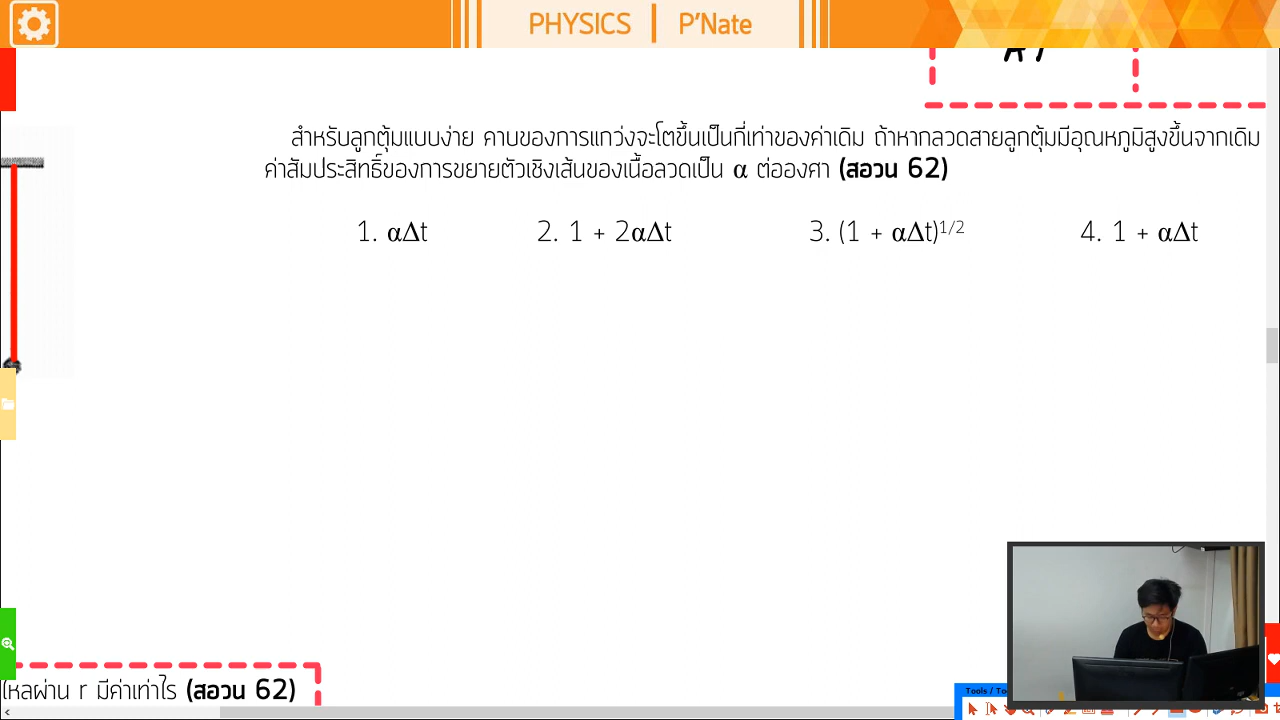 PHYSICS P'Nate
สำหรับลูกตุ้มแบบง่าย คาบของการแกว่งจะโตขึ้นเป็นกี่เท่าของค่าเดิม ถ้าหากลวดสายลูกตุ้มมีอุณหภูมิสูงขึ้นจากเดิม
ค่าสัมประสิทธิ์ของการขยายตัวเชิงเส้นของเนื้อลวดเป็น α ต่อองศา (สอวน 62)
1. αΔt 2. 1 + 2αΔt 3. (1 + αΔt)^1/2 4. 1 + αΔt
ไหลผ่าน r มีค่าเท่าไร (สอวน 62)
Tools /